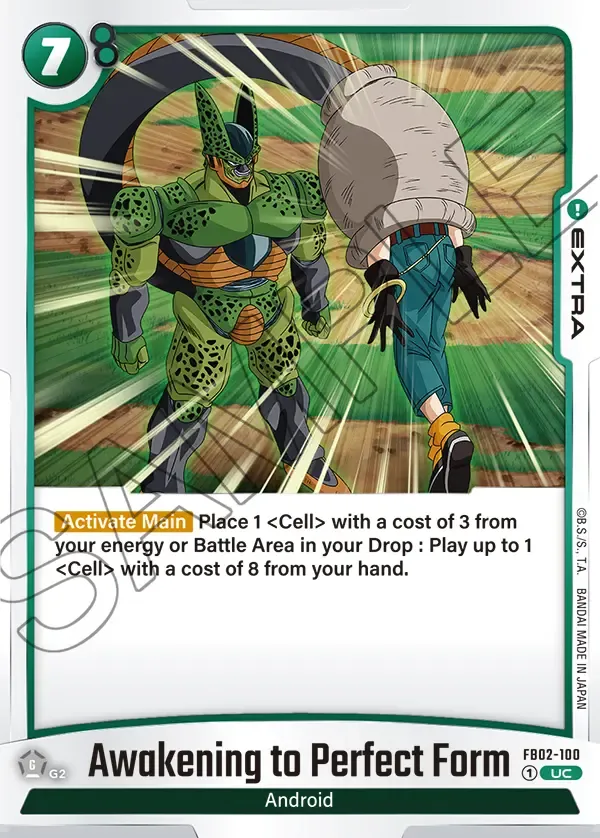 7
EXTRA
SAMPLE
Activate Main Place 1 <Cell> with a cost of 3 from
your energy or Battle Area in your Drop : Play up to 1
<Cell> with a cost of 8 from your hand.
©B.S./S., T.A. BANDAI MADE IN JAPAN
G G2
Awakening to Perfect Form
FB02-100
1 UC
Android